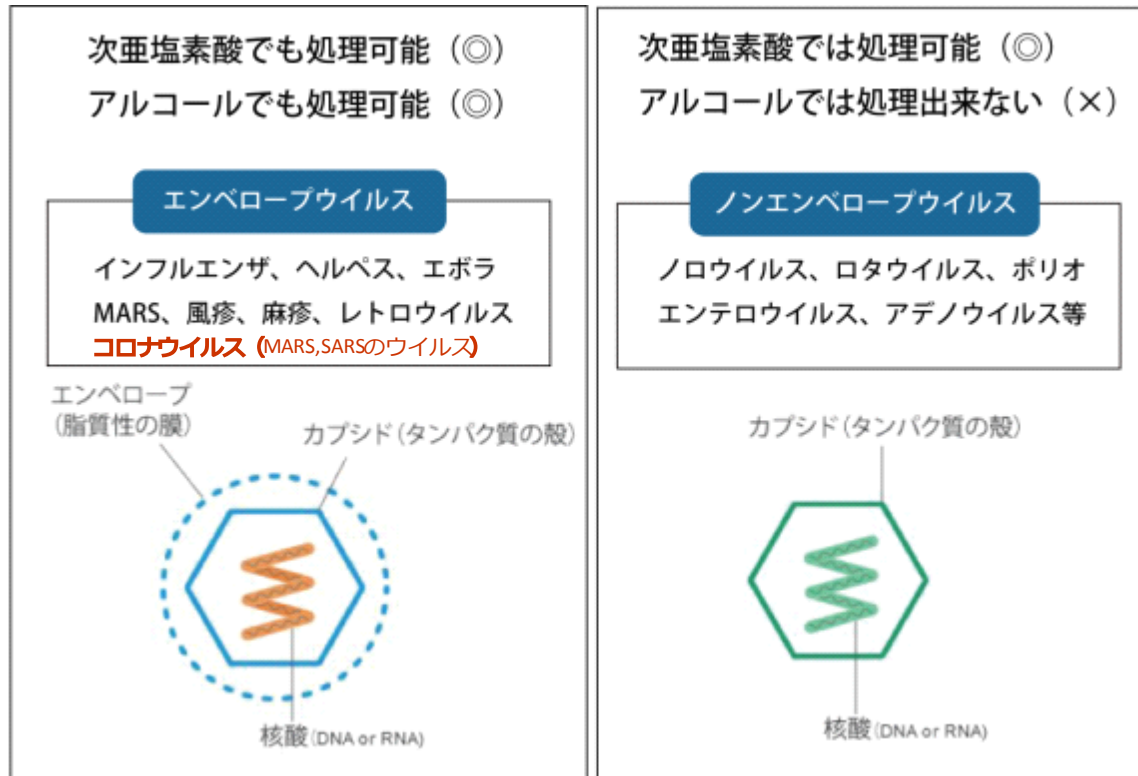 次亜塩素酸でも処理可能（◎）
アルコールでも処理可能（◎）
エンベロープウイルス
インフルエンザ、ヘルペス、エボラ
MARS、風疹、麻疹、レトロウイルス
コロナウイルス（MARS,SARSのウイルス）
エンベロープ
（脂質性の膜）
カプシド（タンパク質の殻）
核酸（DNA or RNA）
次亜塩素酸では処理可能（◎）
アルコールでは処理出来ない（×）
ノンエンベロープウイルス
ノロウイルス、ロタウイルス、ポリオ
エンテロウイルス、アデノウイルス等
カプシド（タンパク質の殻）
核酸（DNA or RNA）